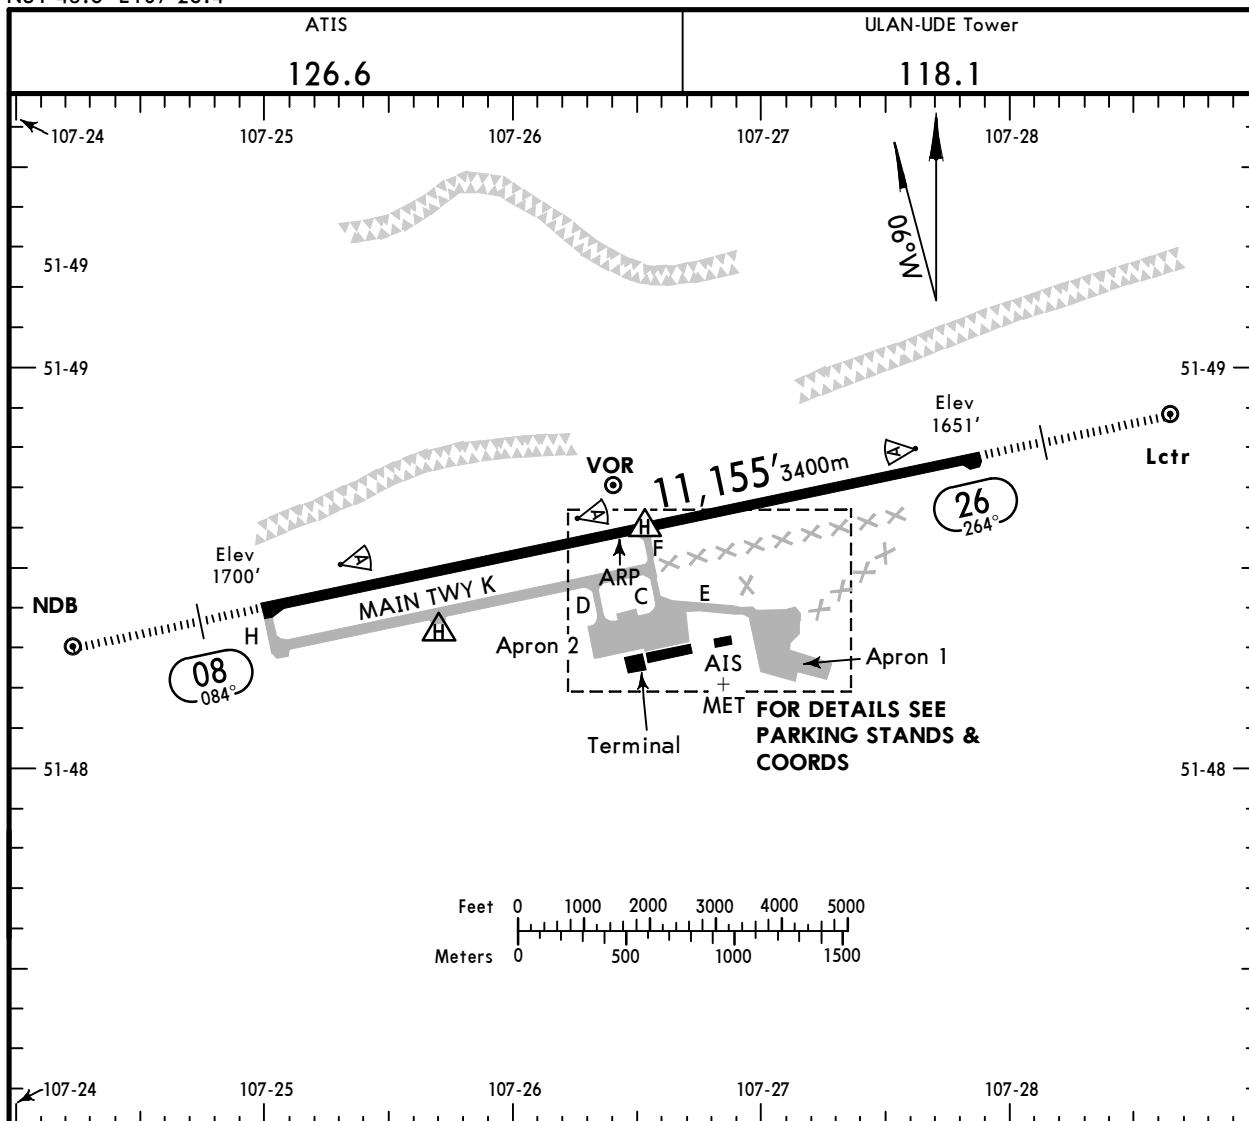 ATIS
126.6
ULAN-UDE Tower
118.1
107-24 107-25 106-26 107-27 107-28
09°W
51-49
51-49 51-49
Elev
1651'
Lctr
VOR
11,155' 3400m
26
264°
Elev
1700'
NDB
08
084°
MAIN TWY K
H
H
H
A
A
A
F
ARP
D
C
E
Apron 2
AIS
+
MET
Apron 1
Terminal
FOR DETAILS SEE
PARKING STANDS &
COORDS
51-48 51-48
Feet 0 1000 2000 3000 4000 5000
Meters 0 500 1000 1500
107-24 107-25 107-26 107-27 107-28